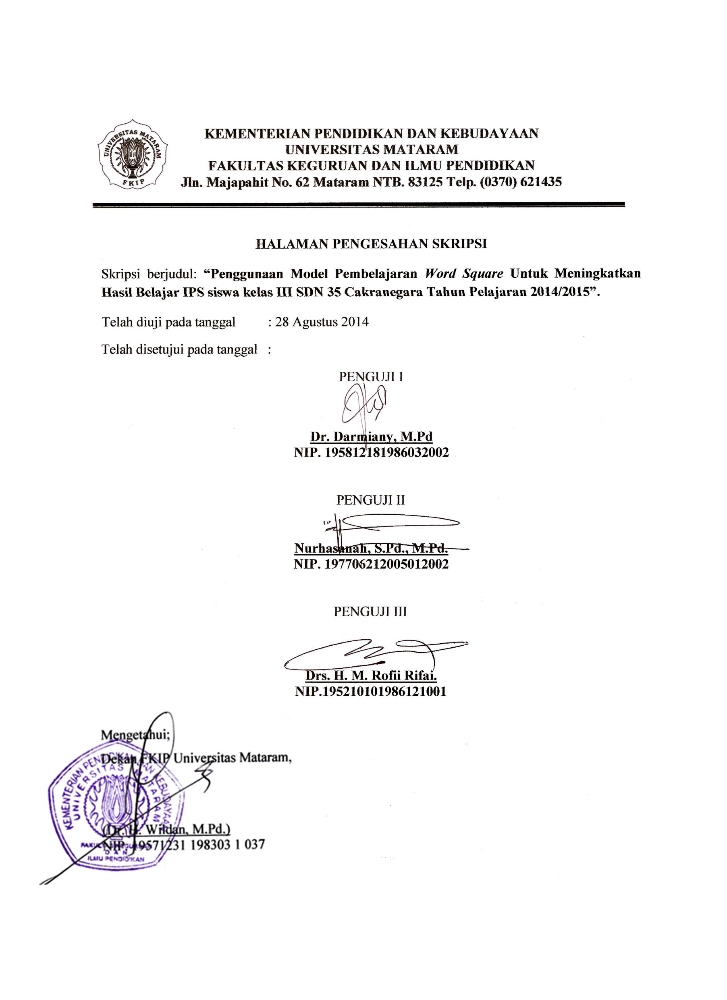 UNIVERSITAS MATARAM
FKIP
KEMENTERIAN PENDIDIKAN DAN KEBUDAYAAN
UNIVERSITAS MATARAM
FAKULTAS KEGURUAN DAN ILMU PENDIDIKAN
Jln. Majapahit No. 62 Mataram NTB. 83125 Telp. (0370) 621435
HALAMAN PENGESAHAN SKRIPSI
Skripsi berjudul: “Penggunaan Model Pembelajaran Word Square Untuk Meningkatkan
Hasil Belajar IPS siswa kelas III SDN 35 Cakranegara Tahun Pelajaran 2014/2015”.
Telah diuji pada tanggal : 28 Agustus 2014
Telah disetujui pada tanggal :
PENGUJI I
Dr. Darmiany, M.Pd
NIP. 195812181986032002
PENGUJI II
Nurhasanah, S.Pd., M.Pd.
NIP. 197706212005012002
PENGUJI III
Drs. H. M. Rofii Rifai.
NIP.195210101986121001
Mengetahui;
Dekan FKIP Universitas Mataram,
KEMENTERIAN PENDIDIKAN DAN KEBUDAYAAN
UNIVERSITAS MATARAM
(Dr. H. Wildan, M.Pd.)
NIP. 19571231 198303 1 037
FAKULTAS KEGURUAN
DAN
ILMU PENDIDIKAN